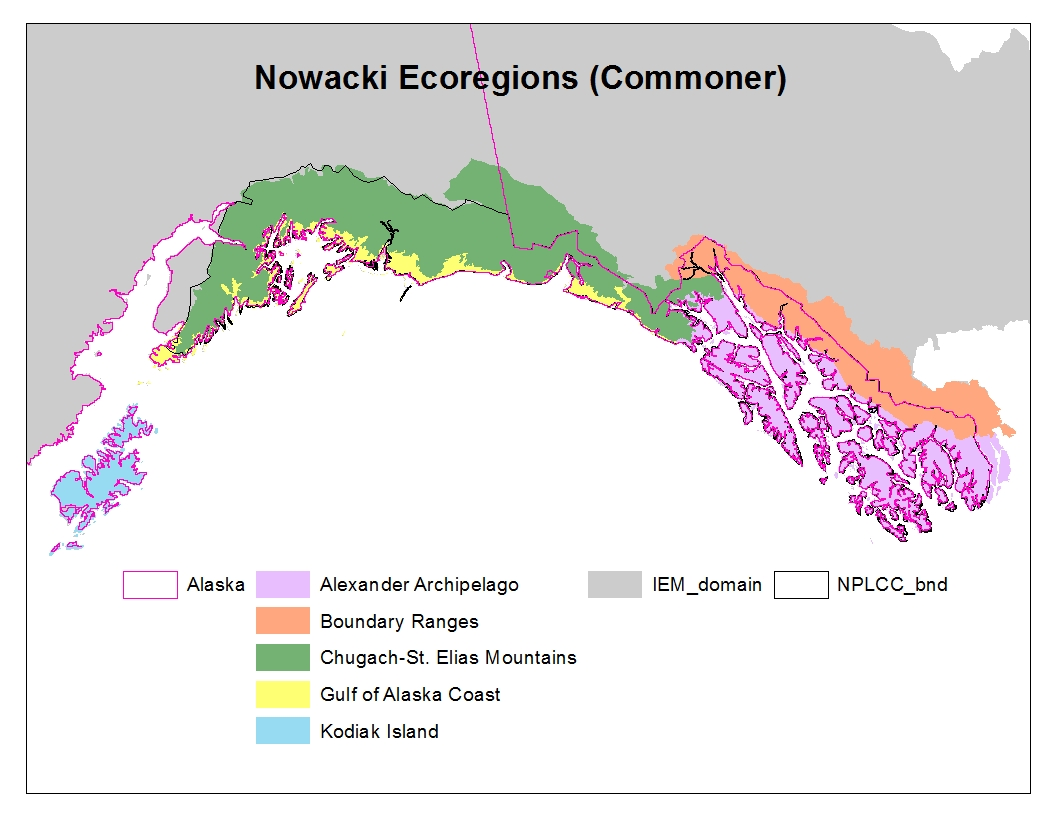 Nowacki Ecoregions (Commoner)
Alaska
Alexander Archipelago
IEM_domain
NPLCC_bnd
Boundary Ranges
Chugach-St. Elias Mountains
Gulf of Alaska Coast
Kodiak Island